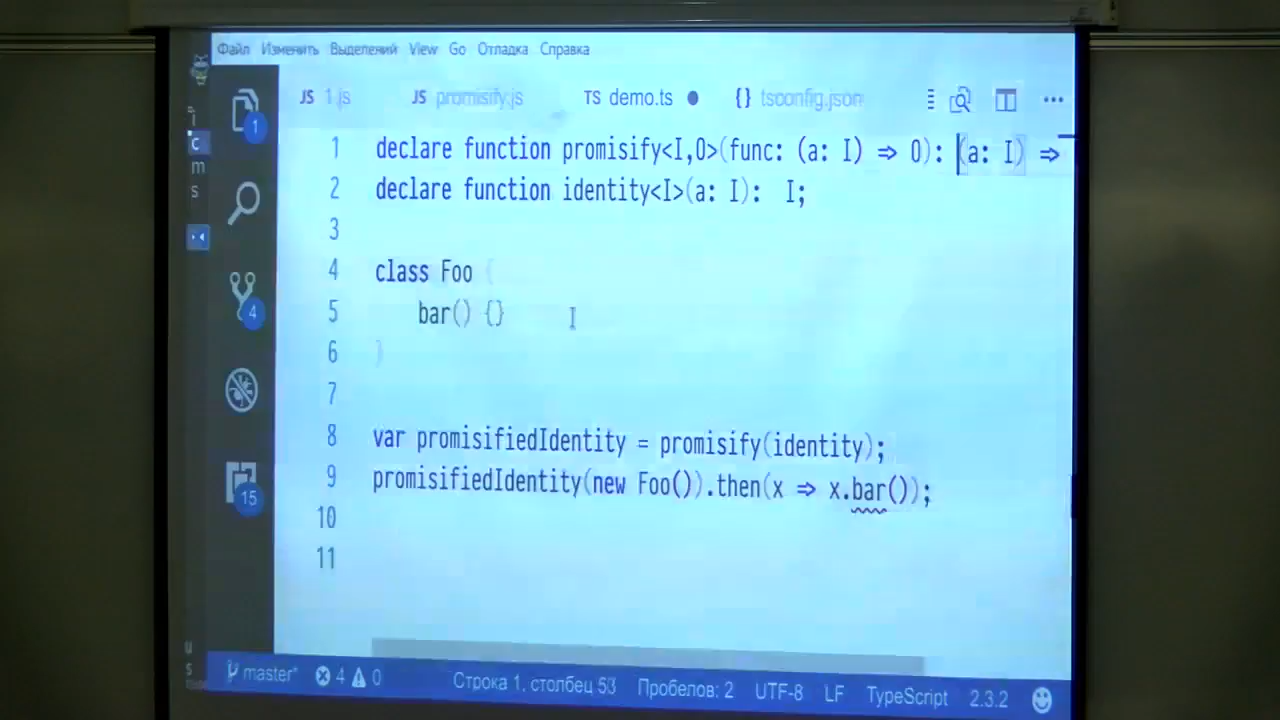 Файл Изменить Выделений View Go Отладка Справка
JS 1.js JS promisify.js TS demo.ts ● {} tsconfig.json ...
1 declare function promisify<I,O>(func: (a: I) => O): (a: I) =>
2 declare function identity<I>(a: I): I;
3
4 class Foo {
5 bar() {}
6 }
7
8 var promisifiedIdentity = promisify(identity);
9 promisifiedIdentity(new Foo()).then(x => x.bar());
10
11
1
4
15
c
m
s
master* 4 0 Строка 1, столбец 53 Пробелов: 2 UTF-8 LF TypeScript 2.3.2